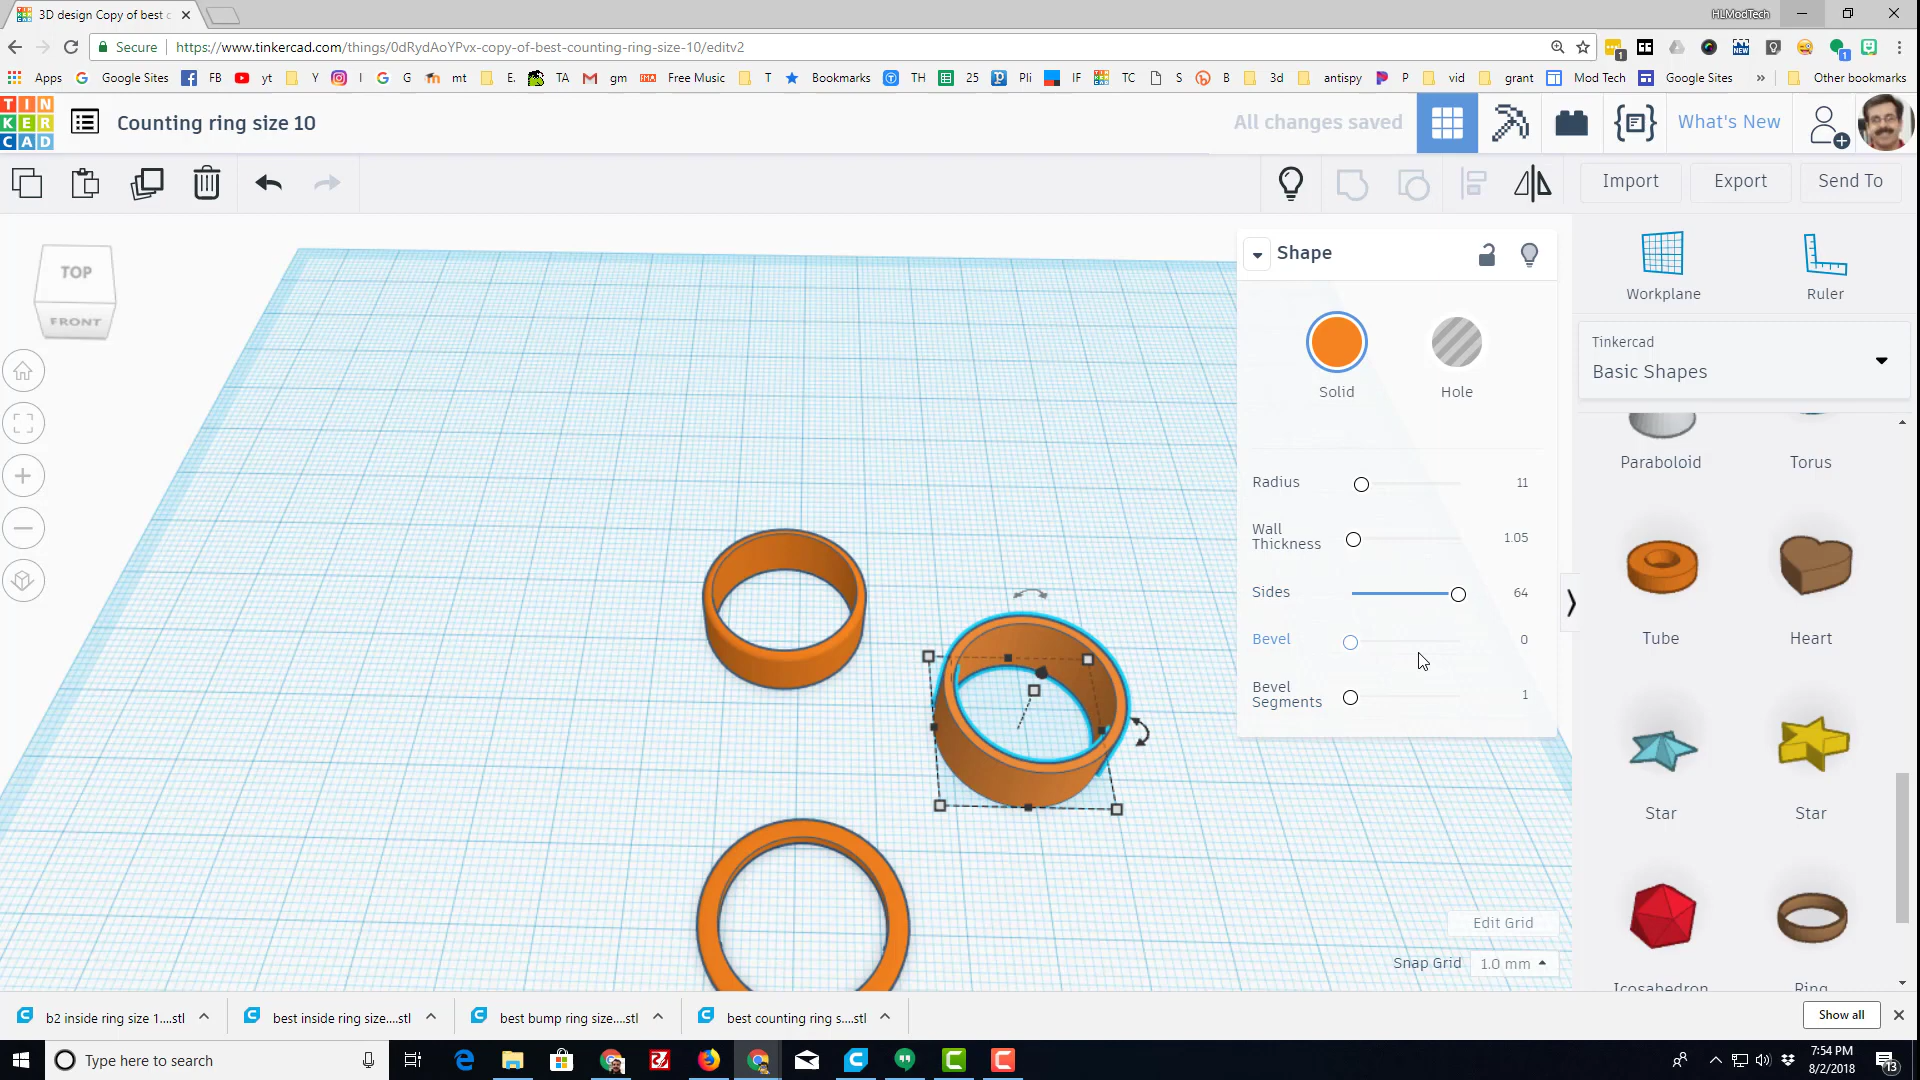 3D design Copy of best c
HLModTech
Secure
https://www.tinkercad.com/things/0dRydAoYPvx-copy-of-best-counting-ring-size-10/editv2
Apps
Google Sites
FB
yt
Y
I
G
mt
E.
TA
gm
Free Music
T
Bookmarks
TH
25
Pli
IF
TC
S
B
3d
antispy
P
vid
grant
Mod Tech
Google Sites
»
Other bookmarks
TIN
KER
CAD
Counting ring size 10
All changes saved
What's New
Import
Export
Send To
TOP
FRONT
Shape
Solid
Hole
Radius
11
Wall
Thickness
1.05
Sides
64
Bevel
0
Bevel
Segments
1
Workplane
Ruler
Tinkercad
Basic Shapes
Paraboloid
Torus
Tube
Heart
Star
Star
Icosahedron
Ring
Edit Grid
Snap Grid
1.0 mm
b2 inside ring size 1....stl
best inside ring size....stl
best bump ring size....stl
best counting ring s....stl
Show all
Type here to search
7:54 PM
8/2/2018
13